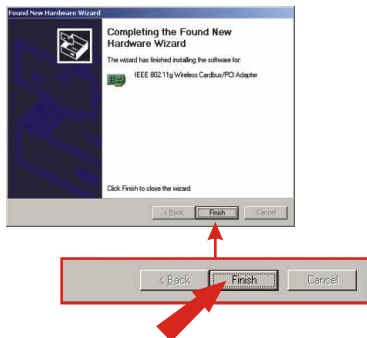 Found New Hardware Wizard
Completing the Found New
Hardware Wizard
The wizard has finished installing the software for:
IEEE 802.11g Wireless Cardbus/PCI Adapter
Click Finish to close the wizard.
< Back Finish Cancel
< Back Finish Cancel